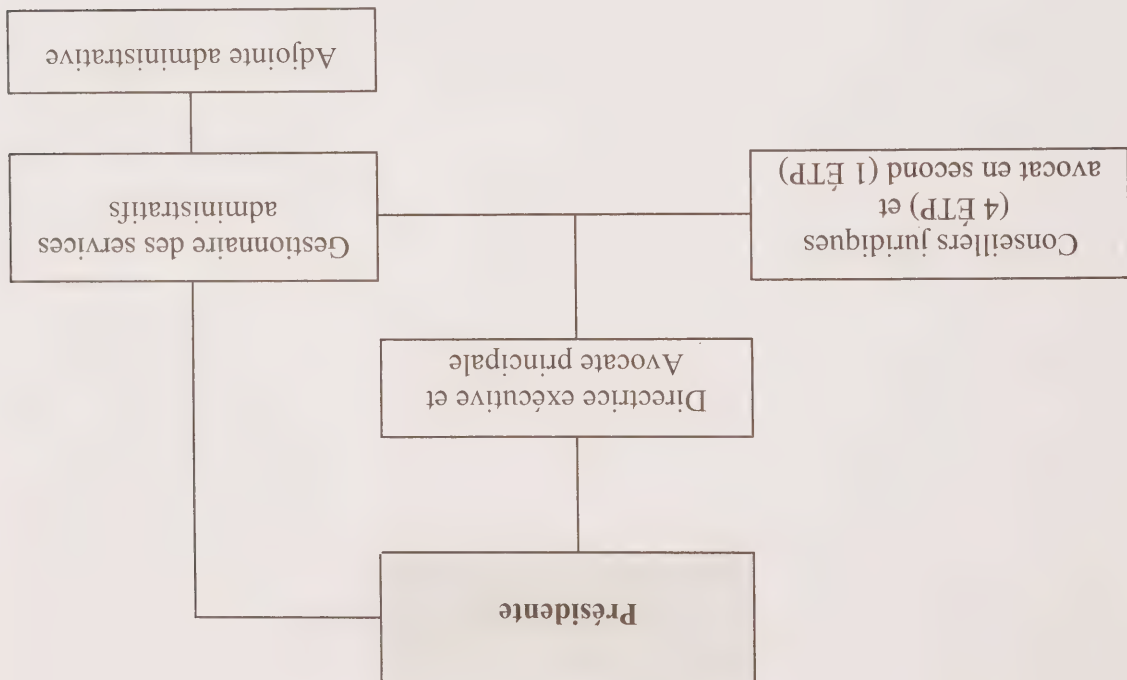 Présidente
Directrice exécutive et
Avocate principale
Conseillers juridiques
(4 ÉTP) et
avocat en second (1 ÉTP)
Gestionnaire des services
administratifs
Adjointe administrative